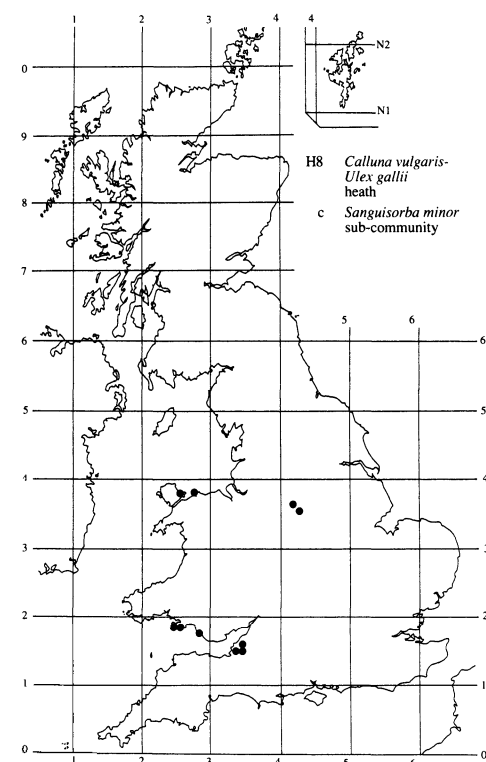 1 2 3 4 4
N2
N1
0
9
8
7
6
5
4
3
2
1
0
H8 Calluna vulgaris-
Ulex gallii
heath
c Sanguisorba minor
sub-community
5 6
6
5
4
3
2
1
0
1 2 3 4 5 6